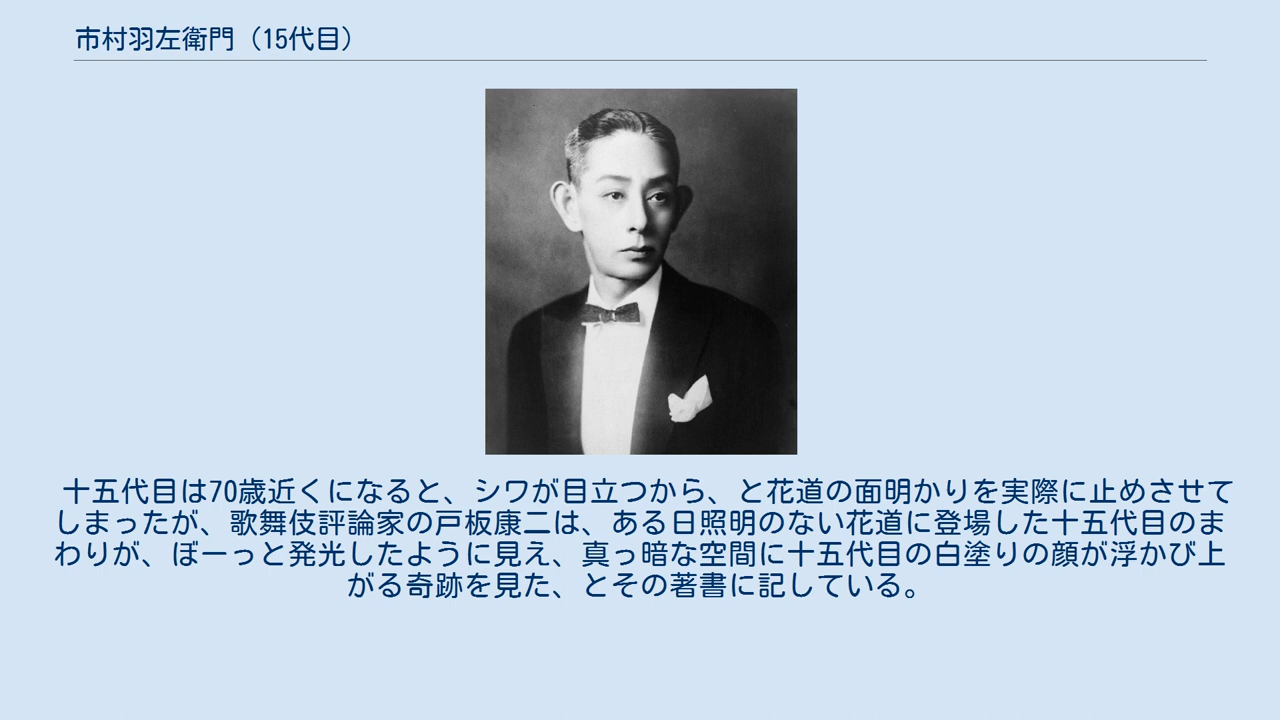 市村羽左衛門（15代目）
十五代目は70歳近くになると、シワが目立つから、と花道の面明かりを実際に止めさせて
しまったが、歌舞伎評論家の戸板康二は、ある日照明のない花道に登場した十五代目のま
わりが、ぼーっと発光したように見え、真っ暗な空間に十五代目の白塗りの顔が浮かび上
がる奇跡を見た、とその著書に記している。